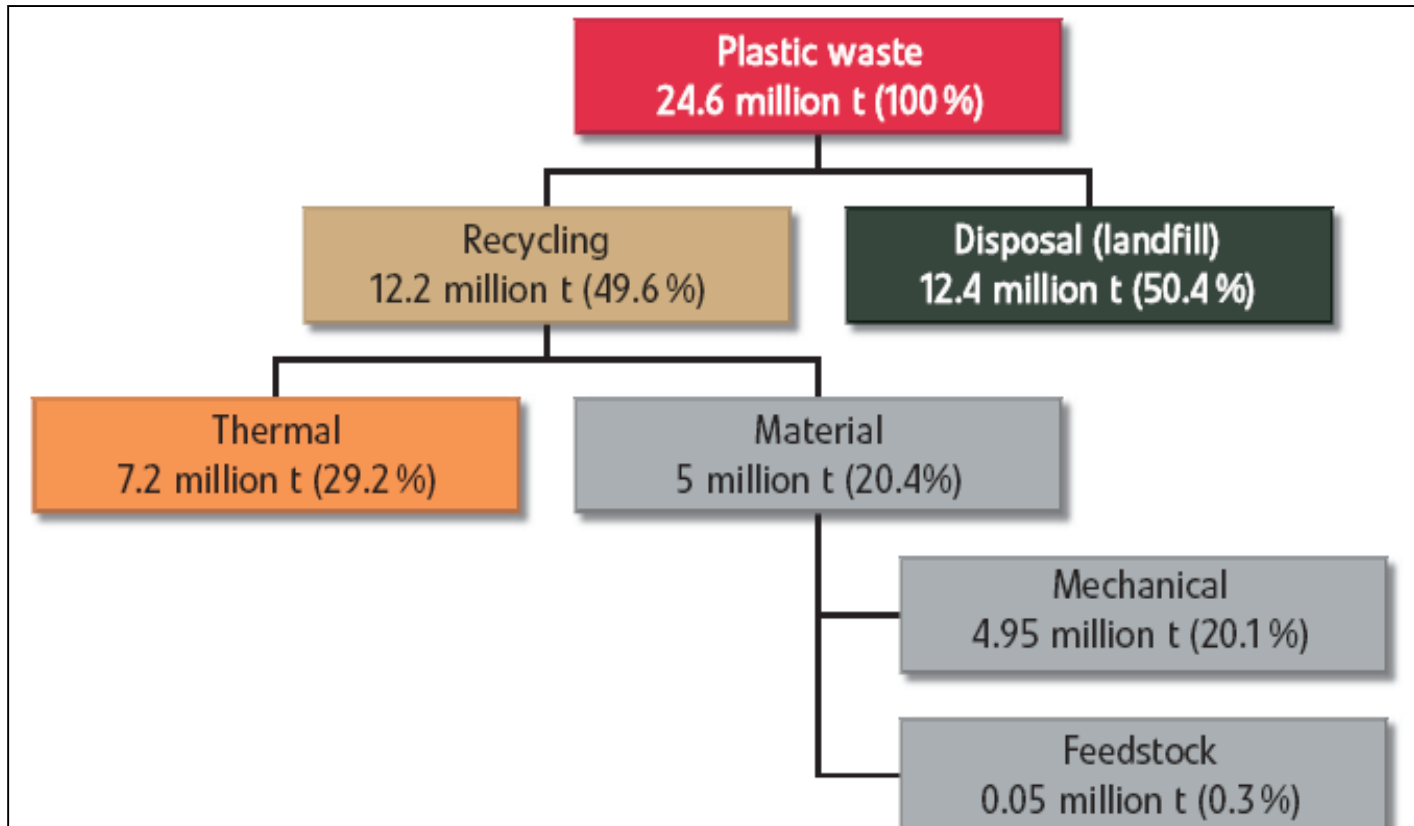 Plastic waste
24.6 million t (100 %)
Recycling
12.2 million t (49.6 %)
Disposal (landfill)
12.4 million t (50.4 %)
Thermal
7.2 million t (29.2 %)
Material
5 million t (20.4%)
Mechanical
4.95 million t (20.1 %)
Feedstock
0.05 million t (0.3 %)